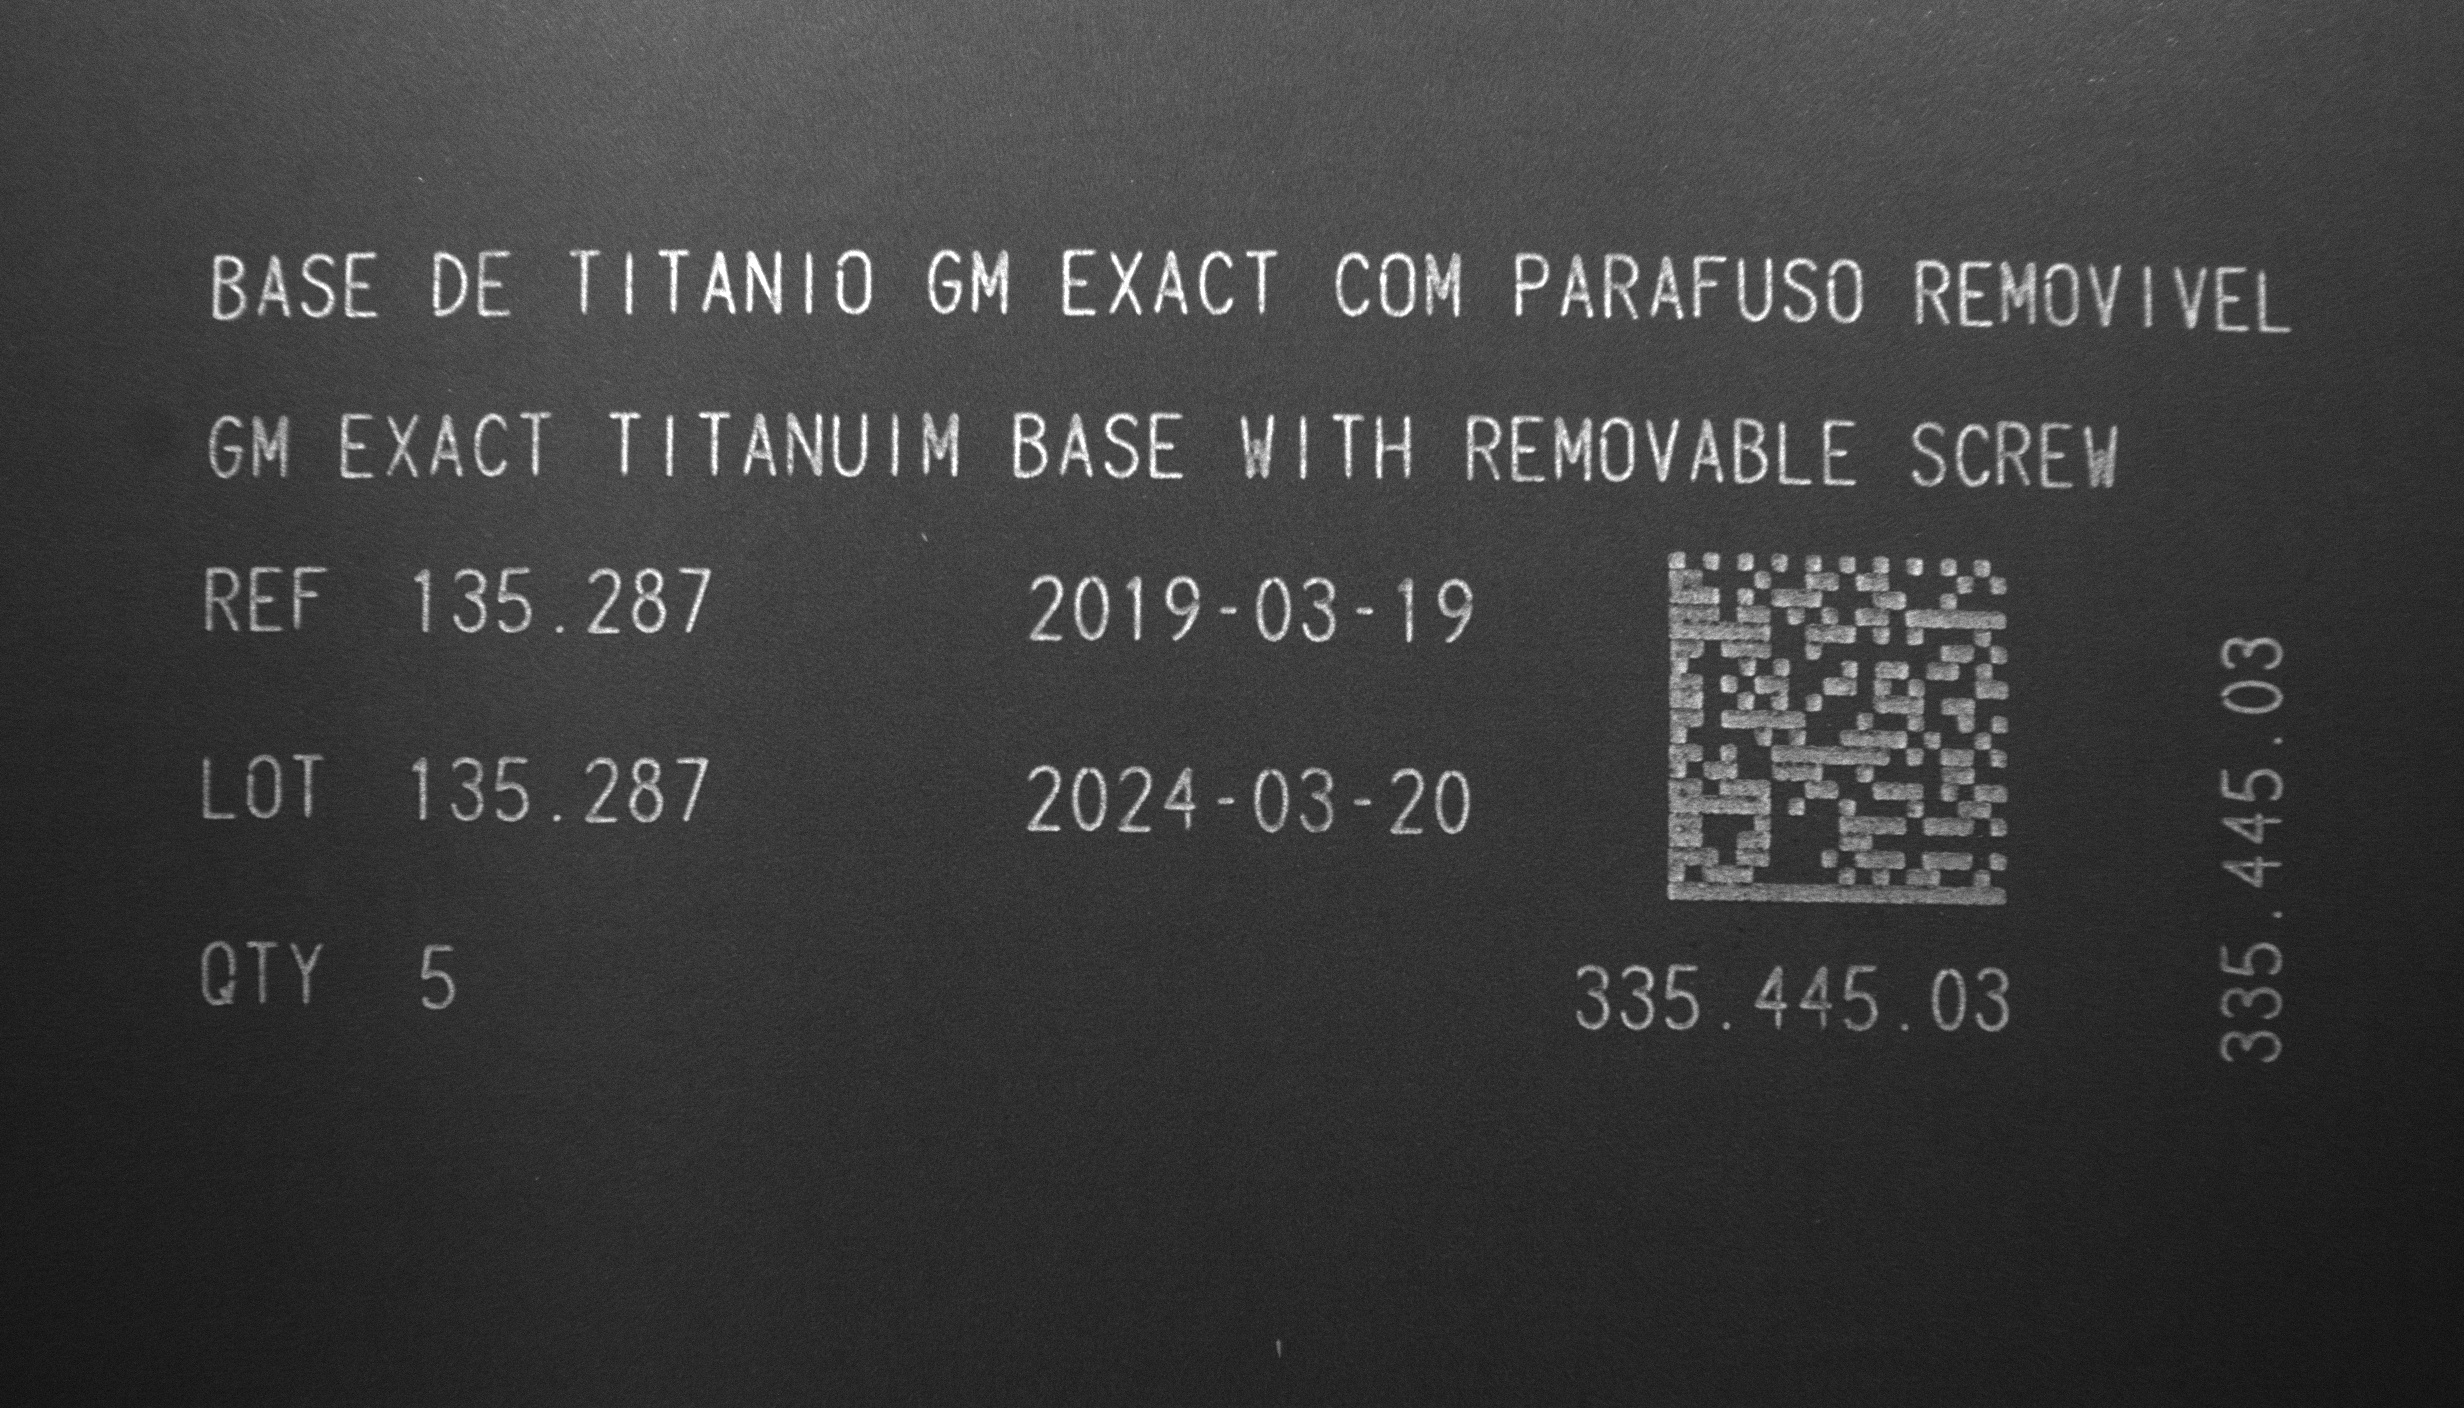 BASE DE TITANIO GM EXACT COM PARAFUSO REMOVIVEL
GM EXACT TITANUIM BASE WITH REMOVABLE SCREW
REF 135.287 2019-03-19
LOT 135.287 2024-03-20
QTY 5
335.445.03
335.445.03